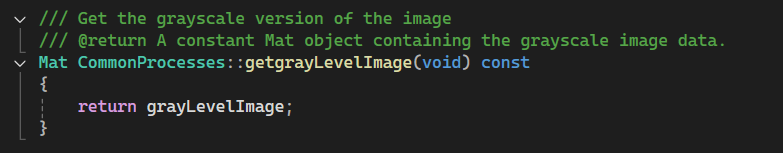 /// Get the grayscale version of the image
/// @return A constant Mat object containing the grayscale image data.
Mat CommonProcesses::getgrayLevelImage(void) const
{
    return grayLevelImage;
}